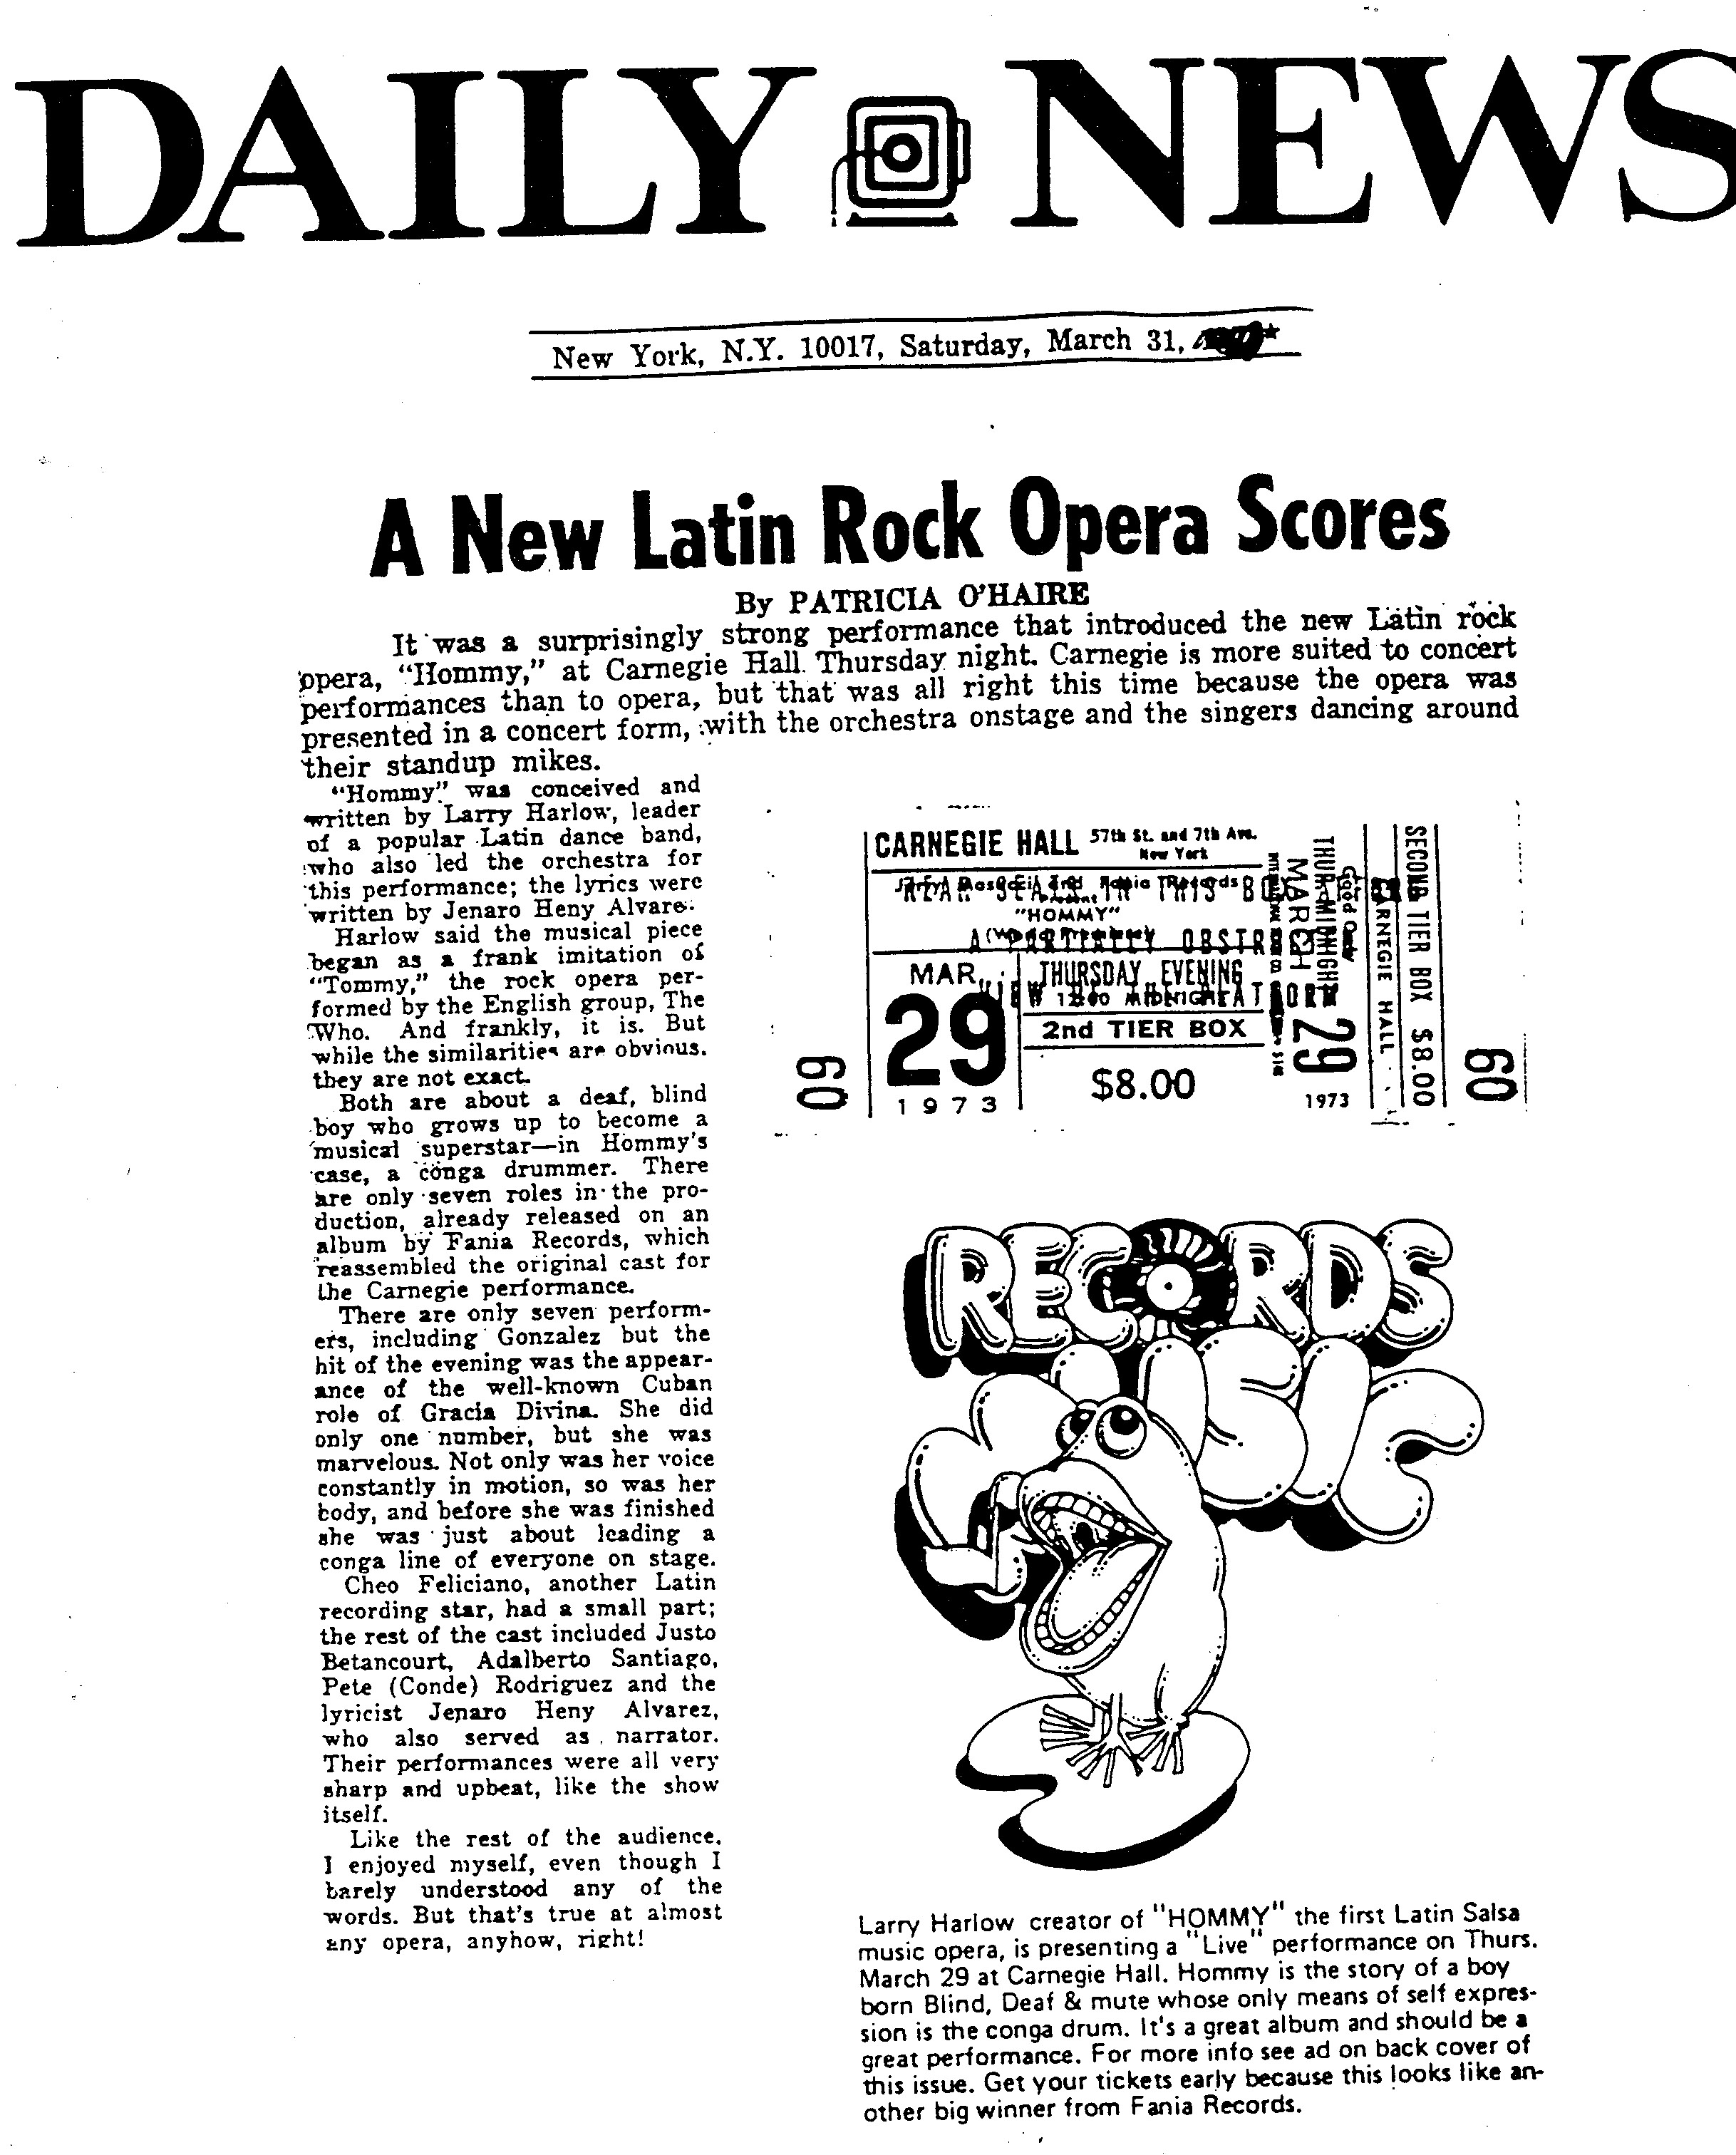 DAILY NEWS
New York, N.Y. 10017, Saturday, March 31,
A New Latin Rock Opera Scores
By PATRICIA O'HAIRE
It was a surprisingly strong performance that introduced the new Latin rock
opera, "Hommy," at Carnegie Hall Thursday night. Carnegie is more suited to concert
performances than to opera, but that was all right this time because the opera was
presented in a concert form, with the orchestra onstage and the singers dancing around
their standup mikes.
"Hommy" was conceived and
written by Larry Harlow, leader
of a popular Latin dance band,
who also led the orchestra for
this performance; the lyrics were
written by Jenaro Heny Alvare
Harlow said the musical piece
began as a frank imitation of
"Tommy," the rock opera per-
formed by the English group, The
Who. And frankly, it is. But
while the similarities are obvious.
they are not exact.
Both are about a deaf, blind
boy who grows up to become a
musical superstar—in Hommy's
case, a conga drummer. There
are only seven roles in the pro-
duction, already released on an
album by Fania Records, which
reassembled the original cast for
the Carnegie performance.
There are only seven perform-
ers, including Gonzalez but the
hit of the evening was the appear-
ance of the well-known Cuban
role of Gracia Divina. She did
only one number, but she was
marvelous. Not only was her voice
constantly in motion, so was her
body, and before she was finished
she was just about leading a
conga line of everyone on stage.
Cheo Feliciano, another Latin
recording star, had a small part;
the rest of the cast included Justo
Betancourt, Adalberto Santiago,
Pete (Conde) Rodriguez and the
lyricist Jenaro Heny Alvarez,
who also served as narrator.
Their performances were all very
sharp and upbeat, like the show
itself.
Like the rest of the audience,
I enjoyed myself, even though I
barely understood any of the
words. But that's true at almost
any opera, anyhow, right!
CARNEGIE HALL 57th St. and 7th Ave.
New York
REAR SEATS IN THIS BOX
"HOMMY"
A PARTIALLY OBSTR
MAR. THURSDAY EVENING
12:00 MIDNIGHT
29
2nd TIER BOX
$8.00
1973
60
THUR MIDNIGHT
MARCH 29
1973
CARNEGIE HALL
SECOND TIER BOX $8.00
60
RECORDS
MUSIC
Larry Harlow creator of "HOMMY" the first Latin Salsa
music opera, is presenting a "Live" performance on Thurs.
March 29 at Carnegie Hall. Hommy is the story of a boy
born Blind, Deaf & mute whose only means of self expres-
sion is the conga drum. It's a great album and should be a
great performance. For more info see ad on back cover of
this issue. Get your tickets early because this looks like an-
other big winner from Fania Records.